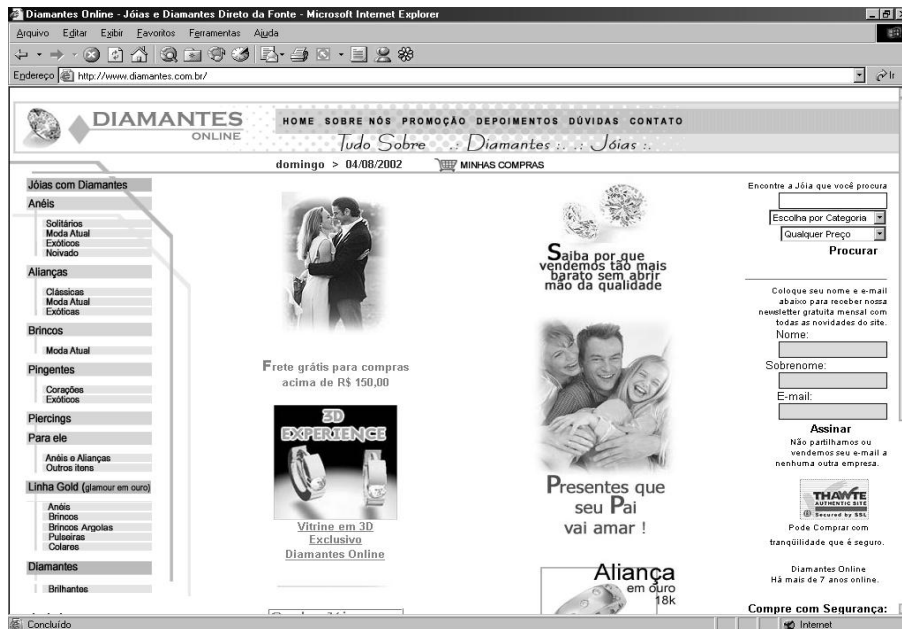 Diamantes Online - Jóias e Diamantes Direto da Fonte - Microsoft Internet Explorer
Arquivo Editar Exibir Favoritos Ferramentas Ajuda
Endereço http://www.diamantes.com.br/ Ir
DIAMANTES
ONLINE
HOME SOBRE NÓS PROMOÇÃO DEPOIMENTOS DÚVIDAS CONTATO
Tudo Sobre .: Diamantes :. .: Jóias :.
domingo > 04/08/2002 MINHAS COMPRAS
Jóias com Diamantes
Anéis
Solitários
Moda Atual
Exóticos
Noivado
Alianças
Clássicas
Moda Atual
Exóticas
Brincos
Moda Atual
Pingentes
Corações
Exóticos
Piercings
Para ele
Anéis e Alianças
Outros itens
Linha Gold (glamour em ouro)
Anéis
Brincos
Brincos Argolas
Pulseiras
Colares
Diamantes
Brilhantes
Frete grátis para compras
acima de R$ 150,00
3D
EXPERIENCE
Vitrine em 3D
Exclusivo
Diamantes Online
Saiba por que
vendemos tão mais
barato sem abrir
mão da qualidade
Presentes que
seu Pai
vai amar !
Aliança
em ouro
18k
Encontre a Jóia que você procura
Escolha por Categoria
Qualquer Preço
Procurar
Coloque seu nome e e-mail
abaixo para receber nossa
newsletter gratuita mensal com
todas as novidades do site.
Nome:
Sobrenome:
E-mail:
Assinar
Não partilhamos ou
vendemos seu e-mail a
nenhuma outra empresa.
THAWTE
AUTHENTIC SITE
Secured by SSL
Pode Comprar com
tranqüilidade que é seguro.
Diamantes Online
Há mais de 7 anos online.
Compre com Segurança:
Concluído Internet